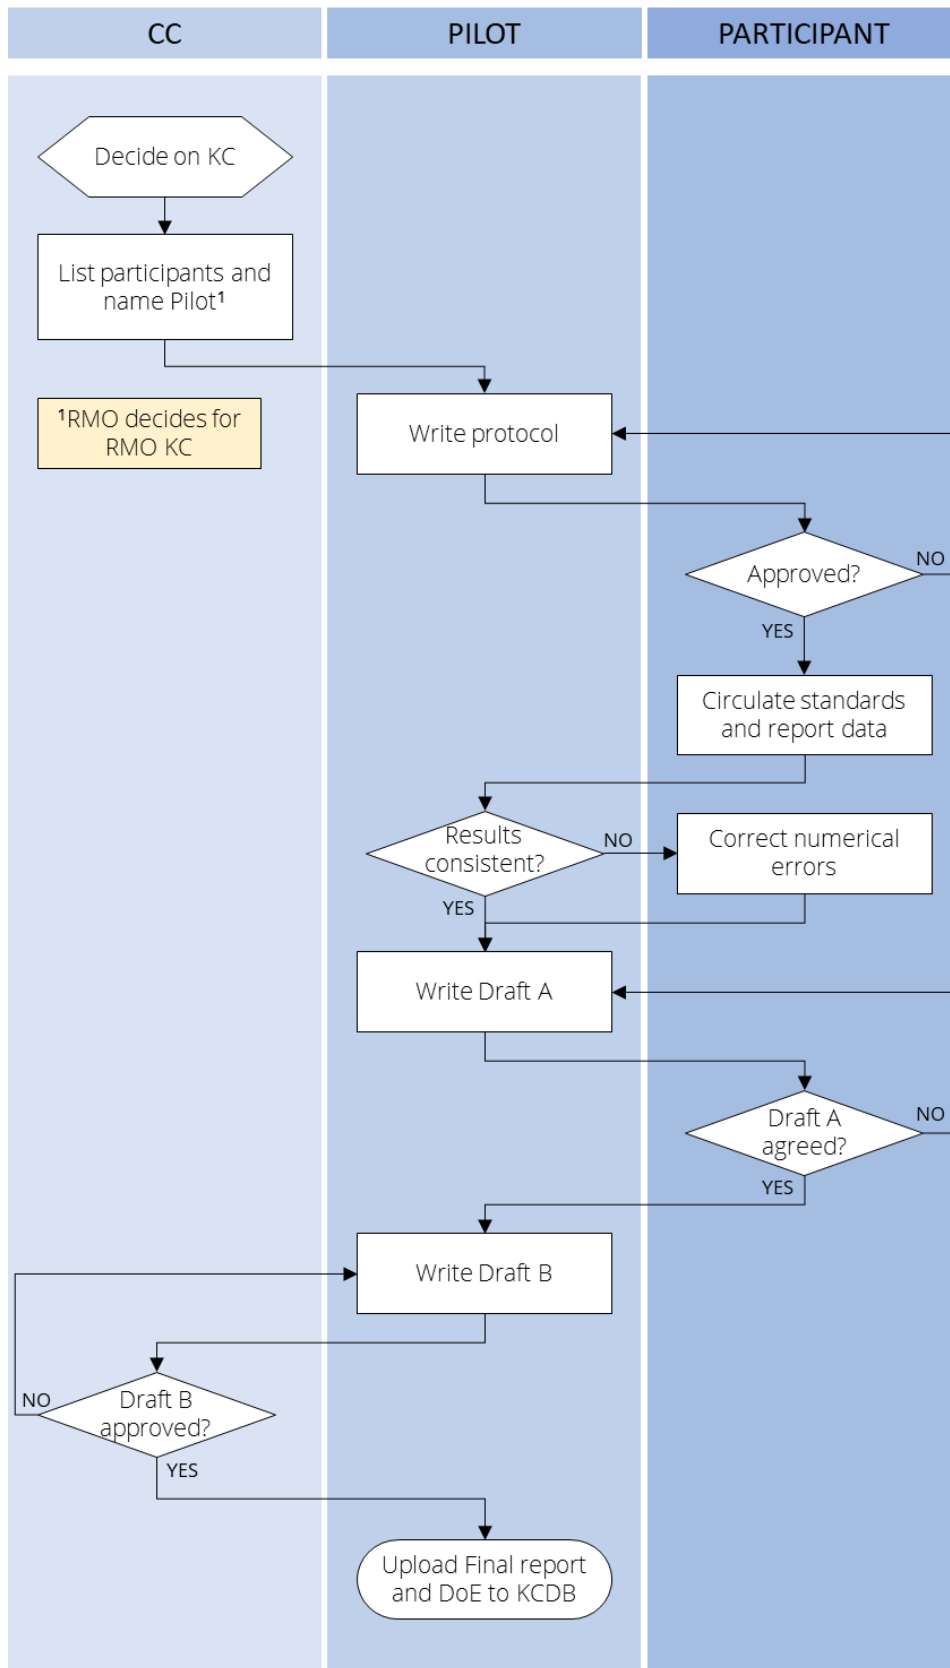 CC
PILOT
PARTICIPANT
Decide on KC
List participants and
name Pilot¹
¹RMO decides for
RMO KC
Write protocol
Approved?
NO
YES
Circulate standards
and report data
Results
consistent?
NO
YES
Correct numerical
errors
Write Draft A
Draft A
agreed?
NO
YES
Write Draft B
Draft B
approved?
NO
YES
Upload Final report
and DoE to KCDB